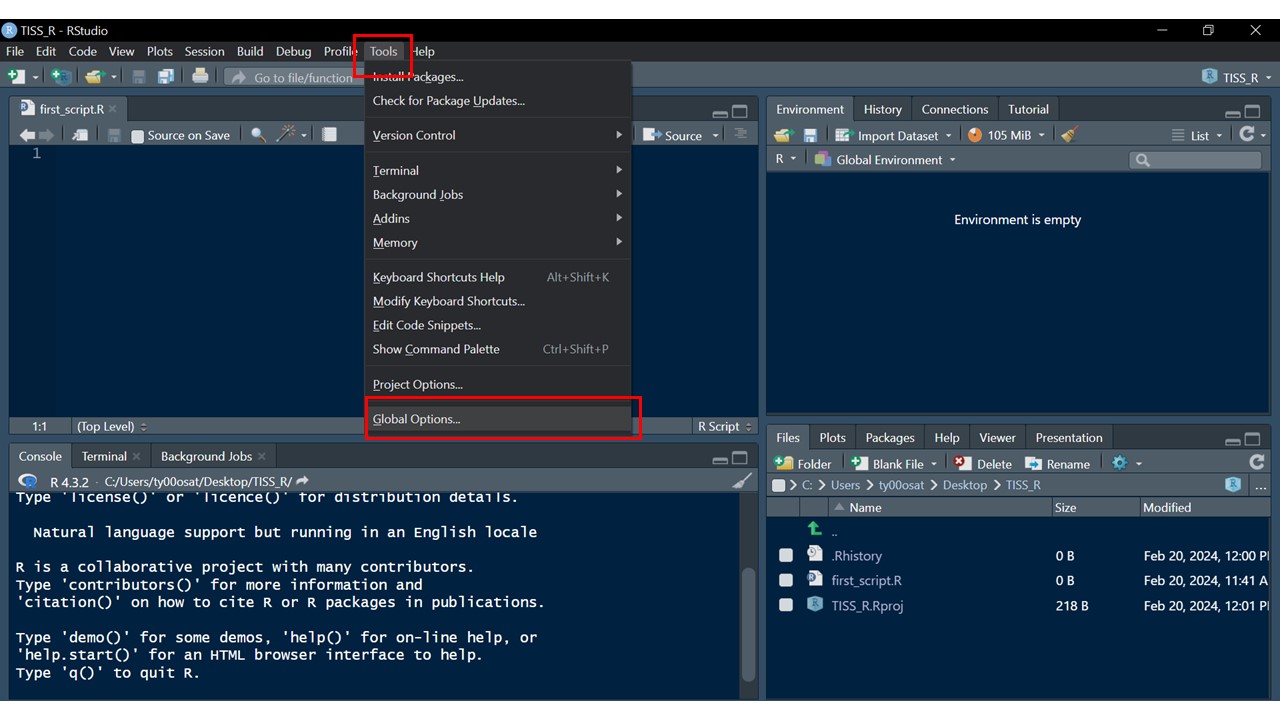 TISS_R - RStudio
File Edit Code View Plots Session Build Debug Profile Tools Help
Go to file/function
TISS_R
Install Packages...
Check for Package Updates...
Version Control
Terminal
Background Jobs
Addins
Memory
Keyboard Shortcuts Help Alt+Shift+K
Modify Keyboard Shortcuts...
Edit Code Snippets...
Show Command Palette Ctrl+Shift+P
Project Options...
Global Options...
first_script.R
Source on Save
Source
1
1:1 (Top Level) R Script
Console Terminal Background Jobs
R 4.3.2 · C:/Users/ty00osat/Desktop/TISS_R/
Type 'license()' or 'licence()' for distribution details.
Natural language support but running in an English locale
R is a collaborative project with many contributors.
Type 'contributors()' for more information and
'citation()' on how to cite R or R packages in publications.
Type 'demo()' for some demos, 'help()' for on-line help, or
'help.start()' for an HTML browser interface to help.
Type 'q()' to quit R.
Environment History Connections Tutorial
Import Dataset 105 MiB List
R Global Environment
Environment is empty
Files Plots Packages Help Viewer Presentation
Folder Blank File Delete Rename
C: > Users > ty00osat > Desktop > TISS_R ...
Name Size Modified
..
.Rhistory 0 B Feb 20, 2024, 12:00 P
first_script.R 0 B Feb 20, 2024, 11:41 A
TISS_R.Rproj 218 B Feb 20, 2024, 12:01 P